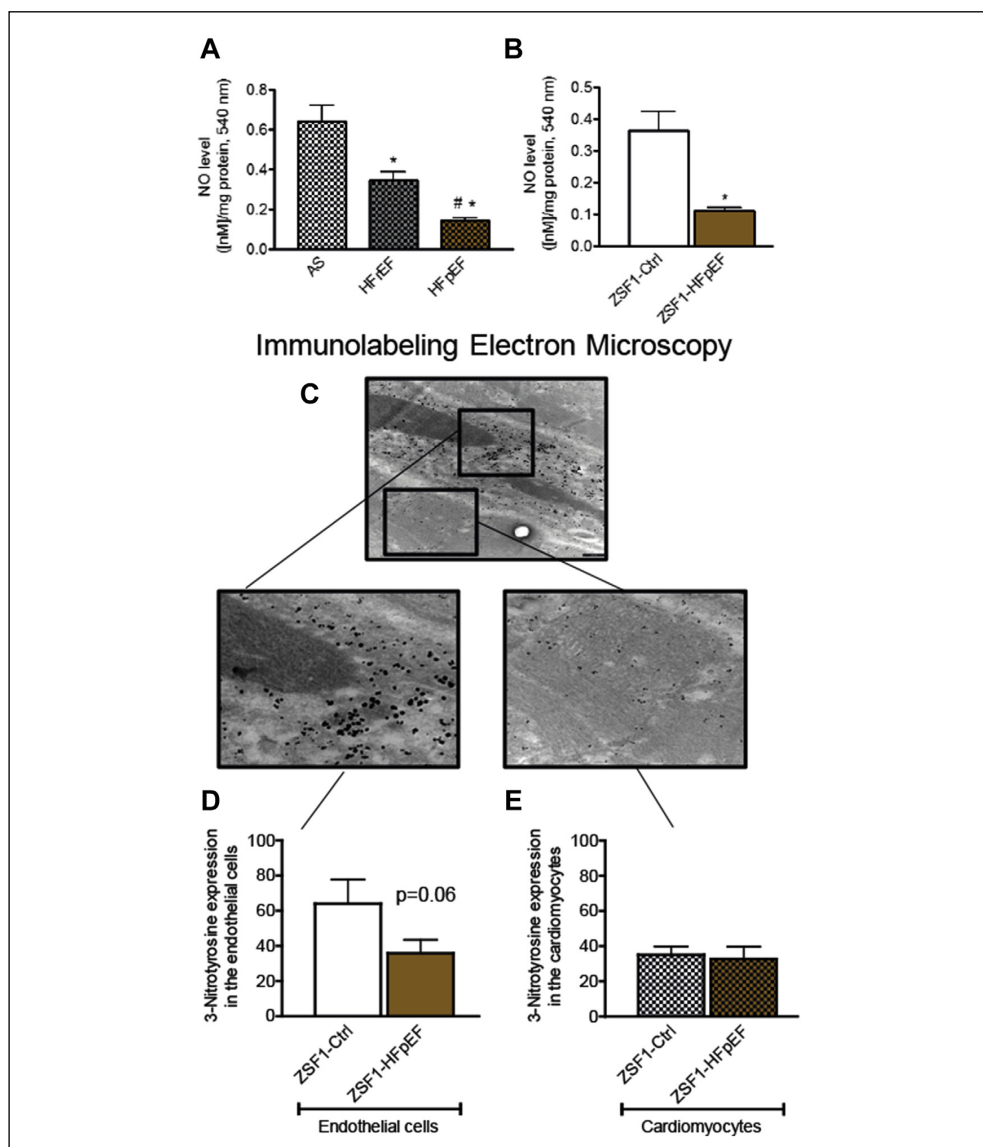 A
NO level
([nM]/mg protein, 540 nm)
0.8
0.6
0.4
0.2
0.0
*
# *
AS
HFrEF
HFpEF
B
NO level
([nM]/mg protein, 540 nm)
0.5
0.4
0.3
0.2
0.1
0.0
*
ZSF1-Ctrl
ZSF1-HFpEF
Immunolabeling Electron Microscopy
C
D
3-Nitrotyrosine expression
in the endothelial cells
100
80
60
40
20
0
p=0.06
ZSF1-Ctrl
ZSF1-HFpEF
Endothelial cells
E
3-Nitrotyrosine expression
in the cardiomyocytes
100
80
60
40
20
0
ZSF1-Ctrl
ZSF1-HFpEF
Cardiomyocytes